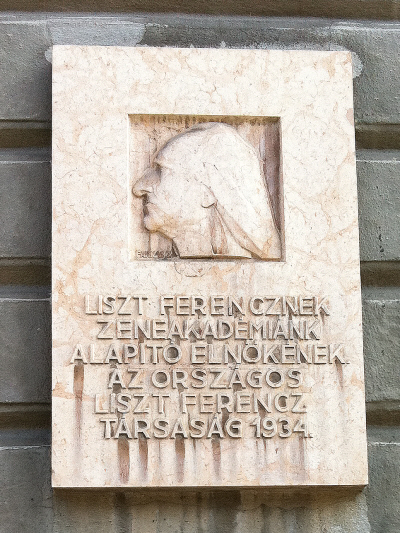 LISZT FERENCZNEK
ZENEAKADÉMIÁNK
ALAPÍTÓ ELNÖKÉNEK.
AZ ORSZÁGOS
LISZT FERENCZ
TÁRSASÁG 1934.